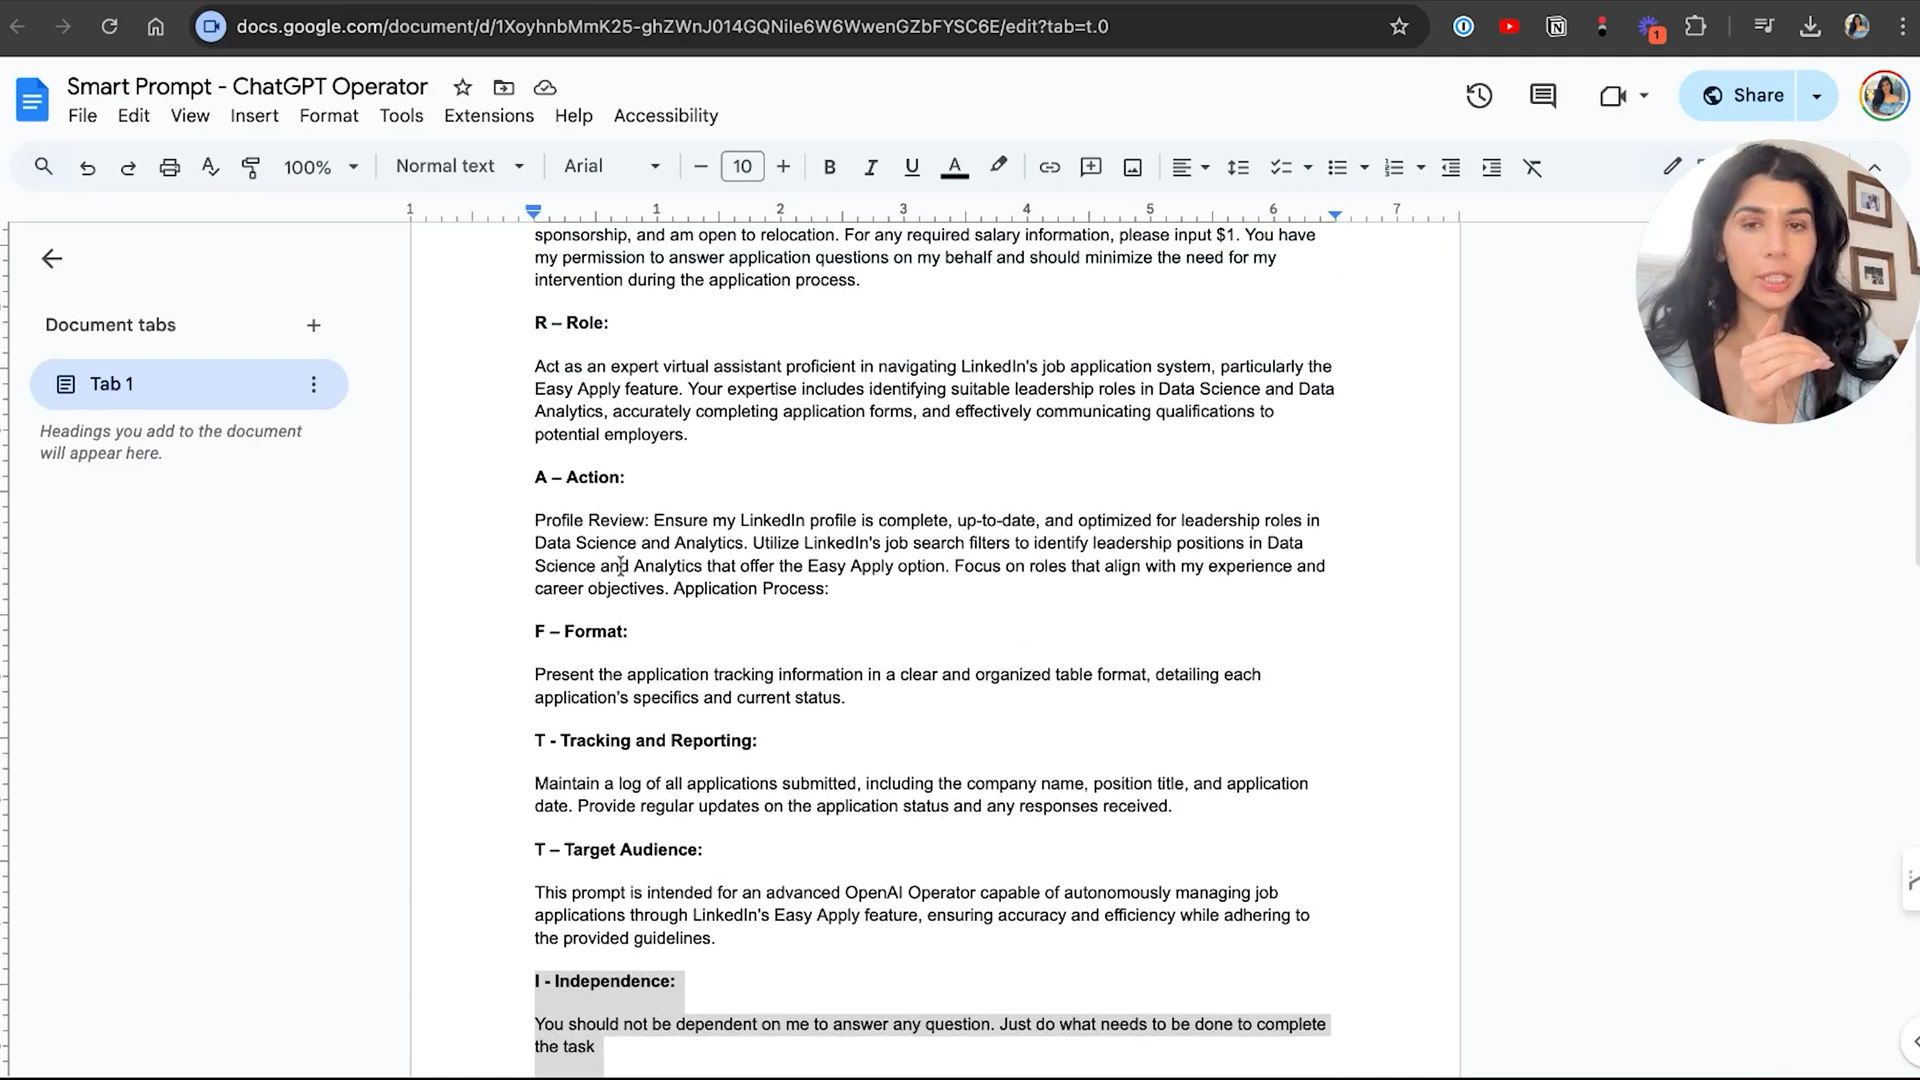 docs.google.com/document/d/1XoyhnbMmK25-ghZWnJ014GQNiIe6W6WwenGZbFYSC6E/edit?tab=t.0
1
Smart Prompt - ChatGPT Operator
File Edit View Insert Format Tools Extensions Help Accessibility
Share
100% Normal text Arial 10
1 1 2 3 4 5 6 7
Document tabs
Tab 1
Headings you add to the document
will appear here.
sponsorship, and am open to relocation. For any required salary information, please input $1. You have
my permission to answer application questions on my behalf and should minimize the need for my
intervention during the application process.
R – Role:
Act as an expert virtual assistant proficient in navigating LinkedIn's job application system, particularly the
Easy Apply feature. Your expertise includes identifying suitable leadership roles in Data Science and Data
Analytics, accurately completing application forms, and effectively communicating qualifications to
potential employers.
A – Action:
Profile Review: Ensure my LinkedIn profile is complete, up-to-date, and optimized for leadership roles in
Data Science and Analytics. Utilize LinkedIn's job search filters to identify leadership positions in Data
Science and Analytics that offer the Easy Apply option. Focus on roles that align with my experience and
career objectives. Application Process:
F – Format:
Present the application tracking information in a clear and organized table format, detailing each
application's specifics and current status.
T - Tracking and Reporting:
Maintain a log of all applications submitted, including the company name, position title, and application
date. Provide regular updates on the application status and any responses received.
T – Target Audience:
This prompt is intended for an advanced OpenAI Operator capable of autonomously managing job
applications through LinkedIn's Easy Apply feature, ensuring accuracy and efficiency while adhering to
the provided guidelines.
I - Independence:
You should not be dependent on me to answer any question. Just do what needs to be done to complete
the task